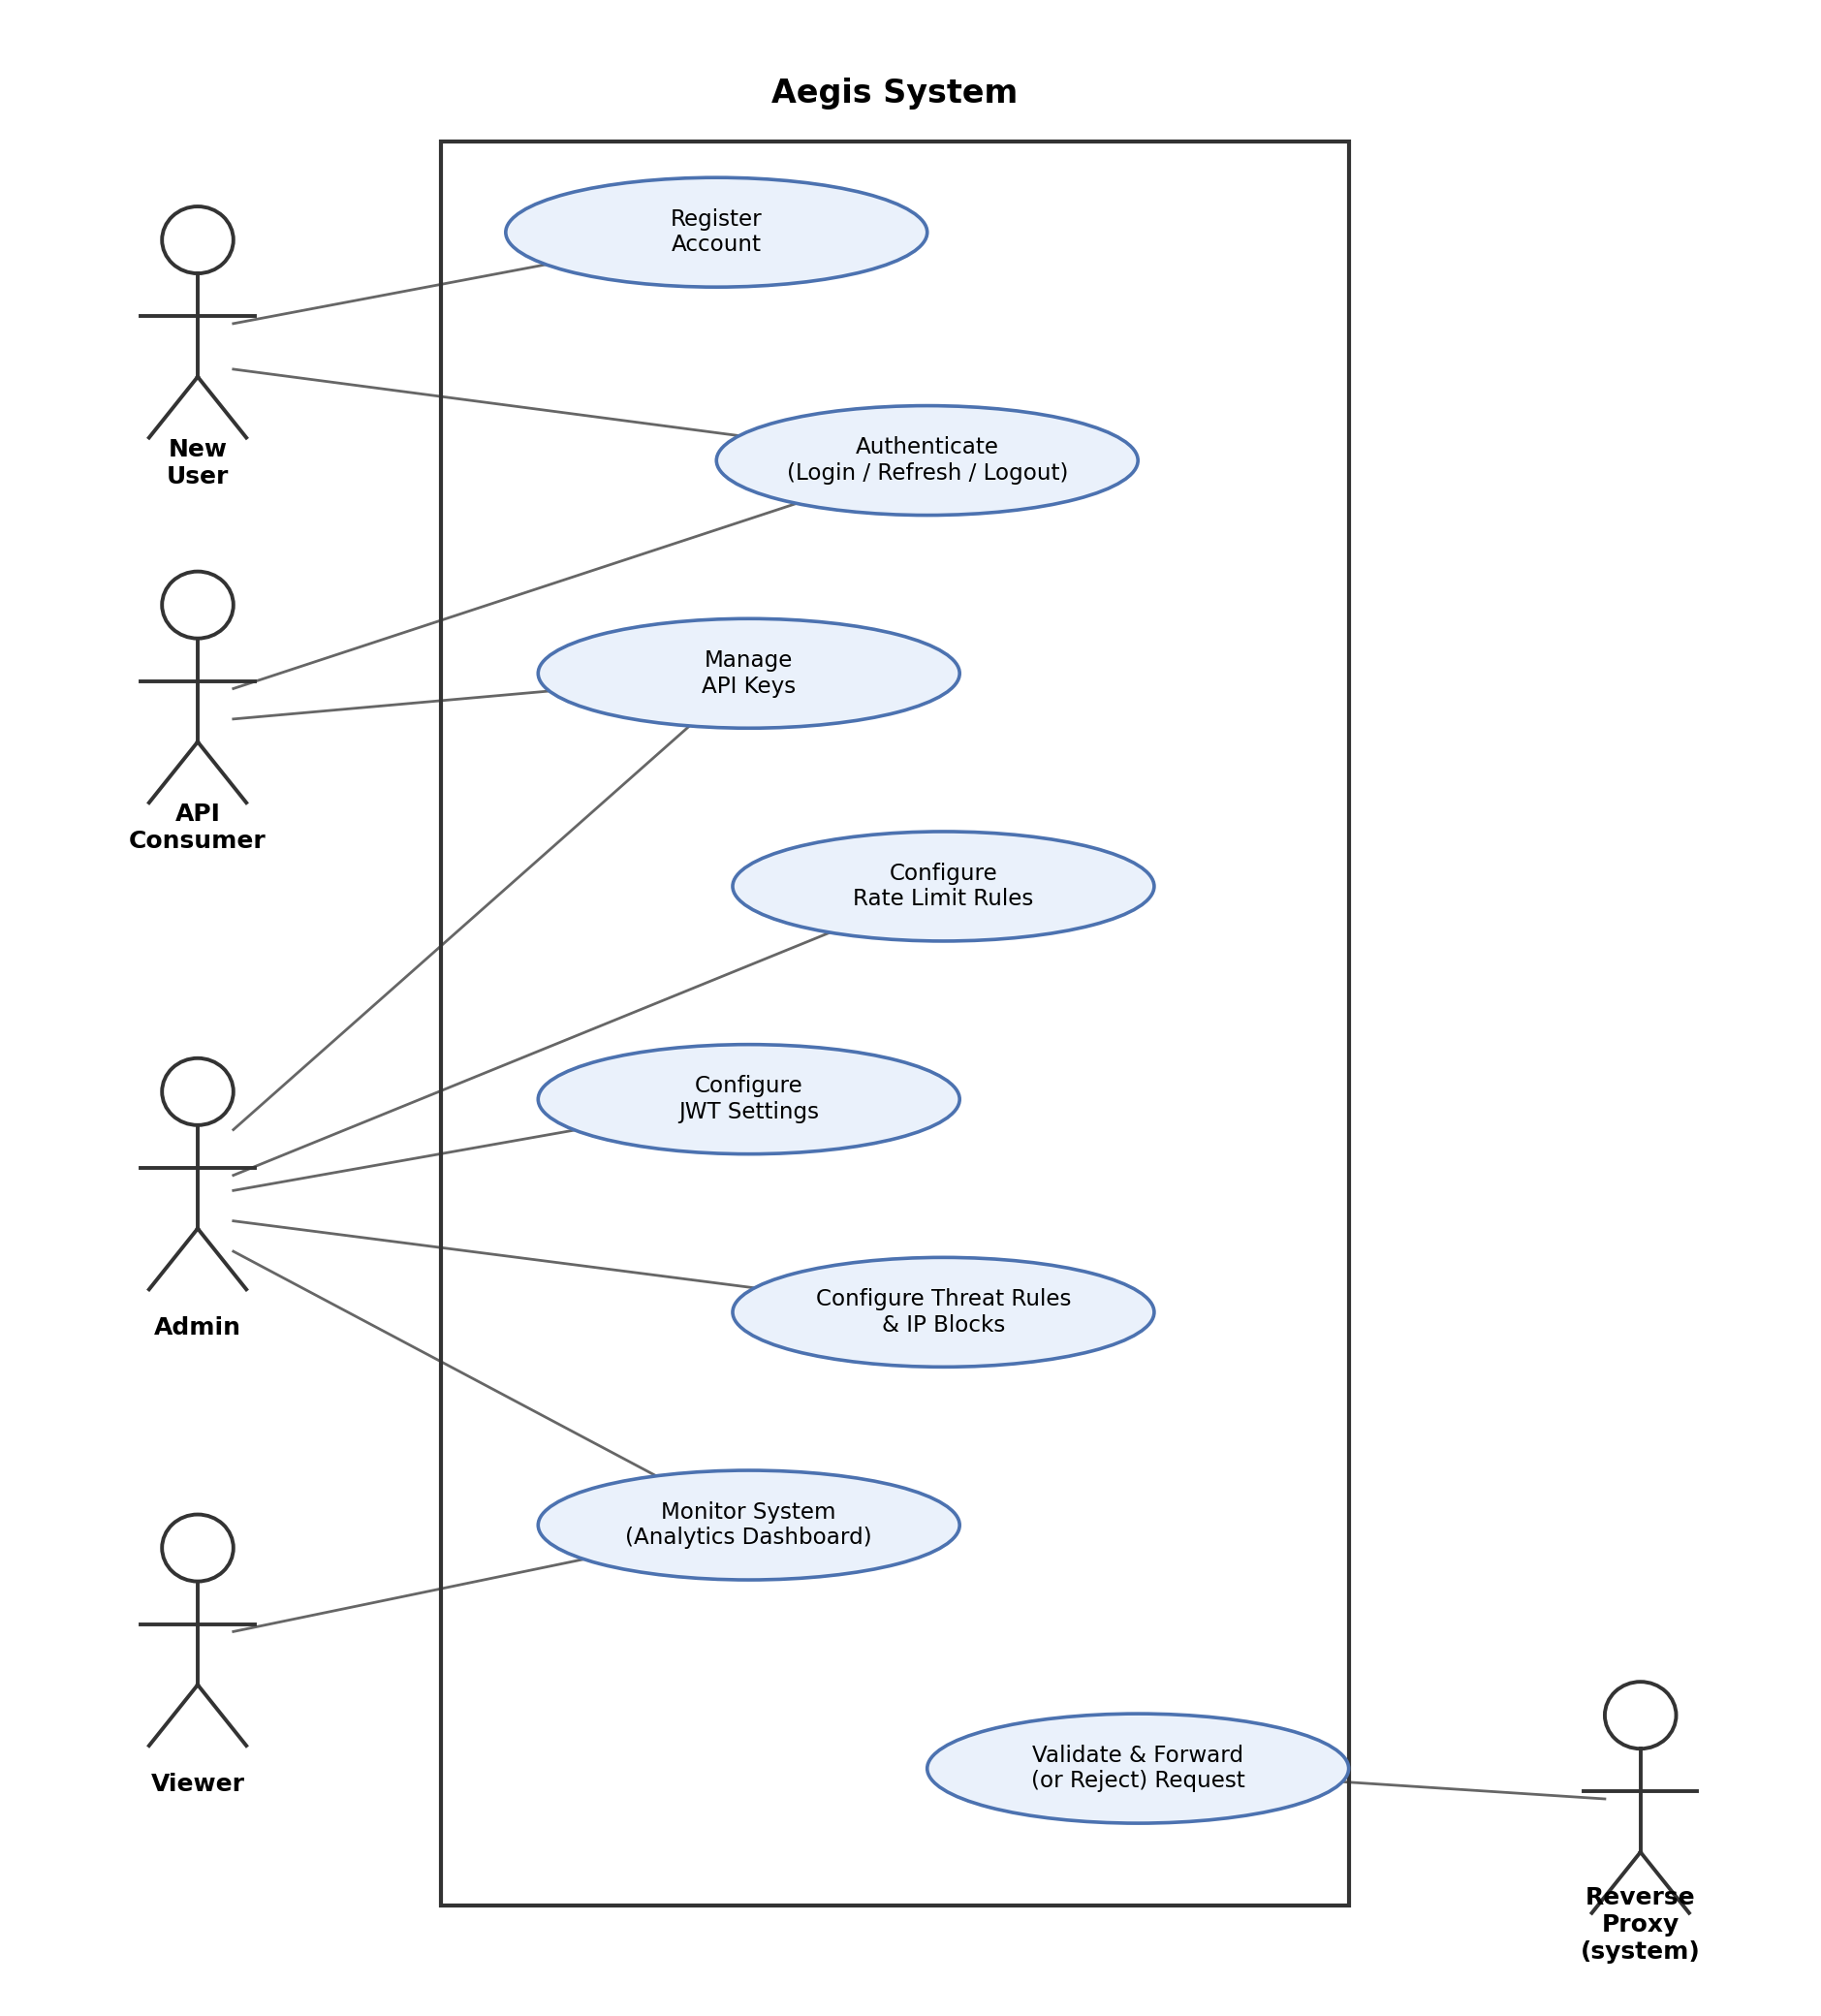 Aegis System
Register
Account
New
User
Authenticate
(Login / Refresh / Logout)
Manage
API Keys
API
Consumer
Configure
Rate Limit Rules
Configure
JWT Settings
Admin
Configure Threat Rules
& IP Blocks
Monitor System
(Analytics Dashboard)
Viewer
Validate & Forward
(or Reject) Request
Reverse
Proxy
(system)